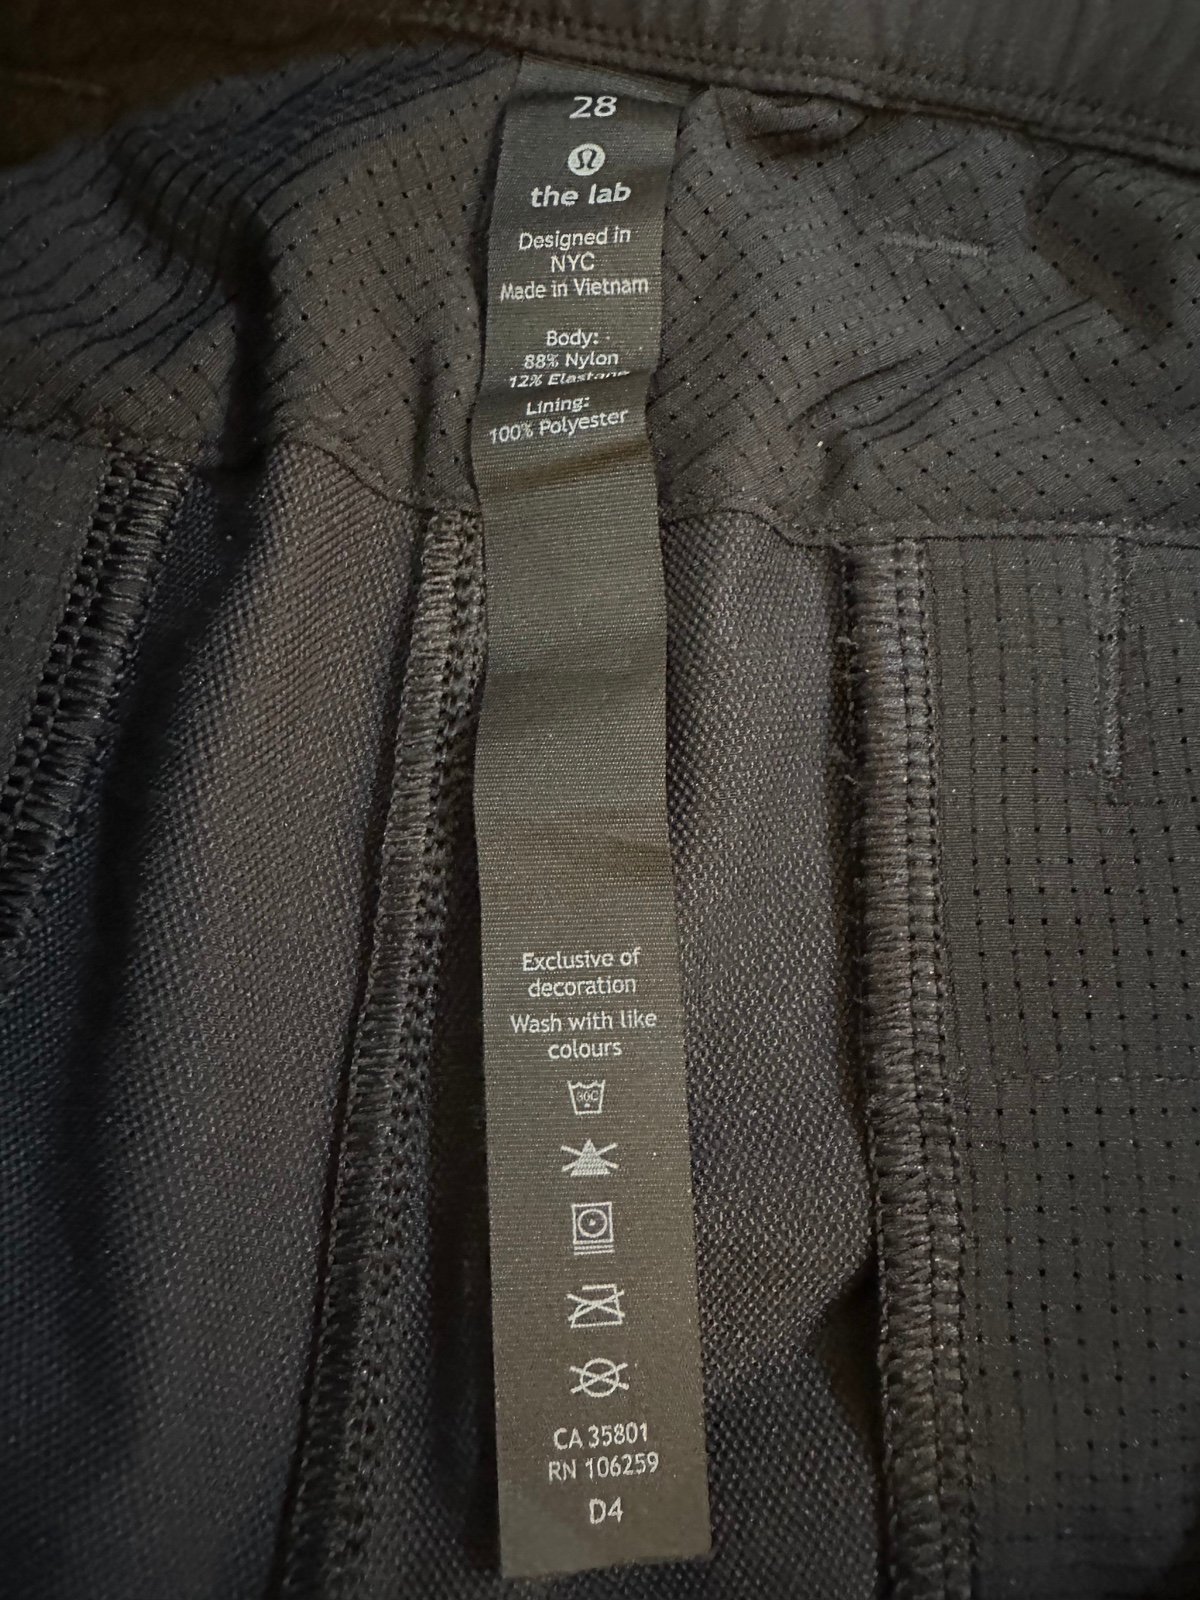 28
the lab
Designed in
NYC
Made in Vietnam
Body:
88% Nylon
12% Elastane
Lining:
100% Polyester
Exclusive of
decoration
Wash with like
colours
30C
CA 35801
RN 106259
D4